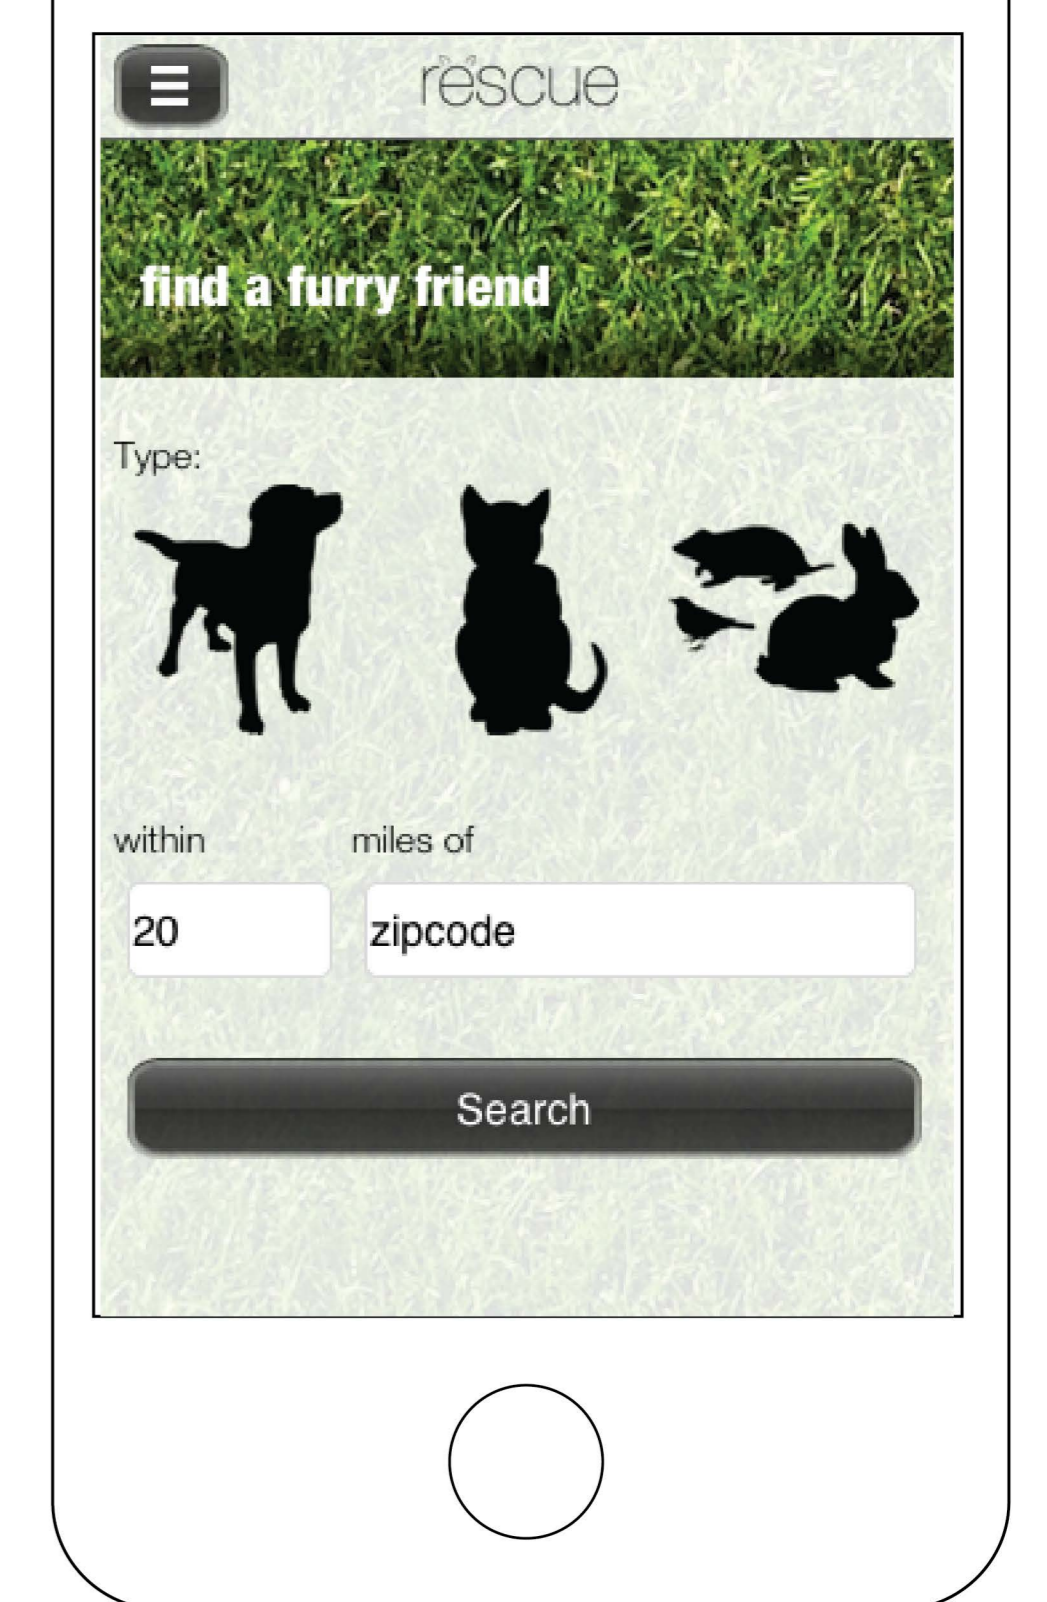 rescue
find a furry friend
Type:
within miles of
20 zipcode
Search